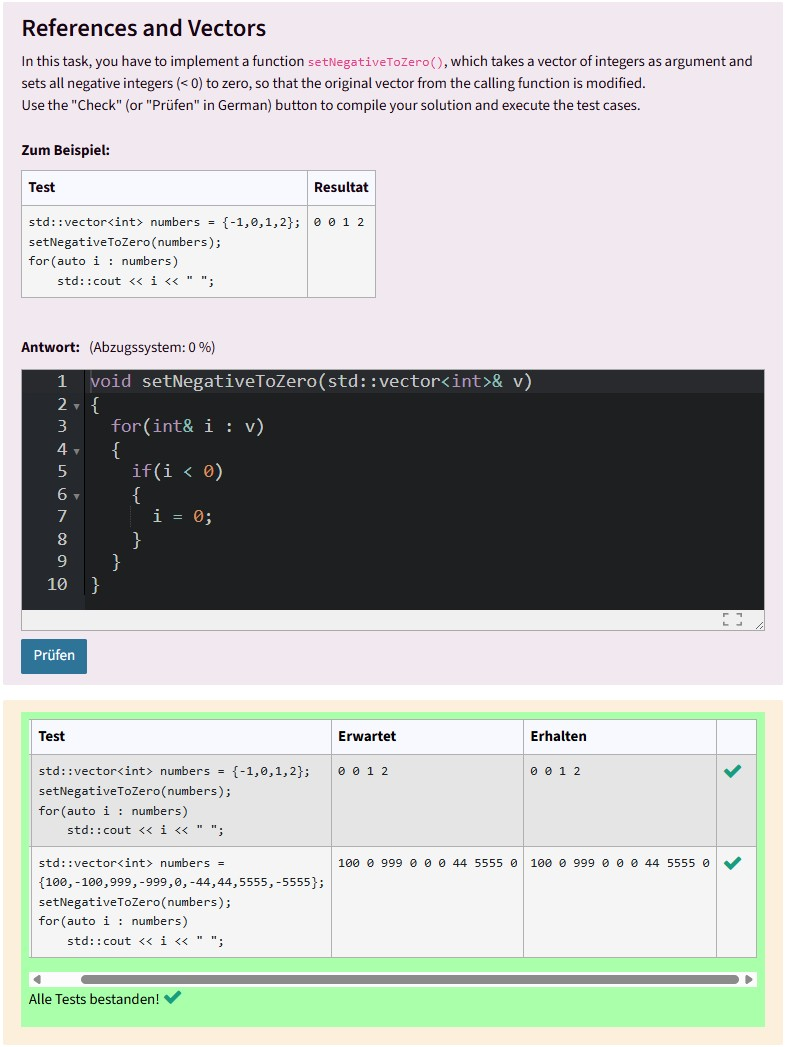 References and Vectors
In this task, you have to implement a function setNegativeToZero(), which takes a vector of integers as argument and
sets all negative integers (< 0) to zero, so that the original vector from the calling function is modified.
Use the "Check" (or "Prüfen" in German) button to compile your solution and execute the test cases.
Zum Beispiel:
Test Resultat
std::vector<int> numbers = {-1,0,1,2}; 0 0 1 2
setNegativeToZero(numbers);
for(auto i : numbers)
    std::cout << i << " ";
Antwort: (Abzugssystem: 0 %)
1 void setNegativeToZero(std::vector<int>& v)
2 {
3   for(int& i : v)
4   {
5     if(i < 0)
6     {
7       i = 0;
8     }
9   }
10 }
Prüfen
Test Erwartet Erhalten
std::vector<int> numbers = {-1,0,1,2}; 0 0 1 2 0 0 1 2
setNegativeToZero(numbers);
for(auto i : numbers)
    std::cout << i << " ";
std::vector<int> numbers = 100 0 999 0 0 0 44 5555 0 100 0 999 0 0 0 44 5555 0
{100,-100,999,-999,0,-44,44,5555,-5555};
setNegativeToZero(numbers);
for(auto i : numbers)
    std::cout << i << " ";
Alle Tests bestanden!